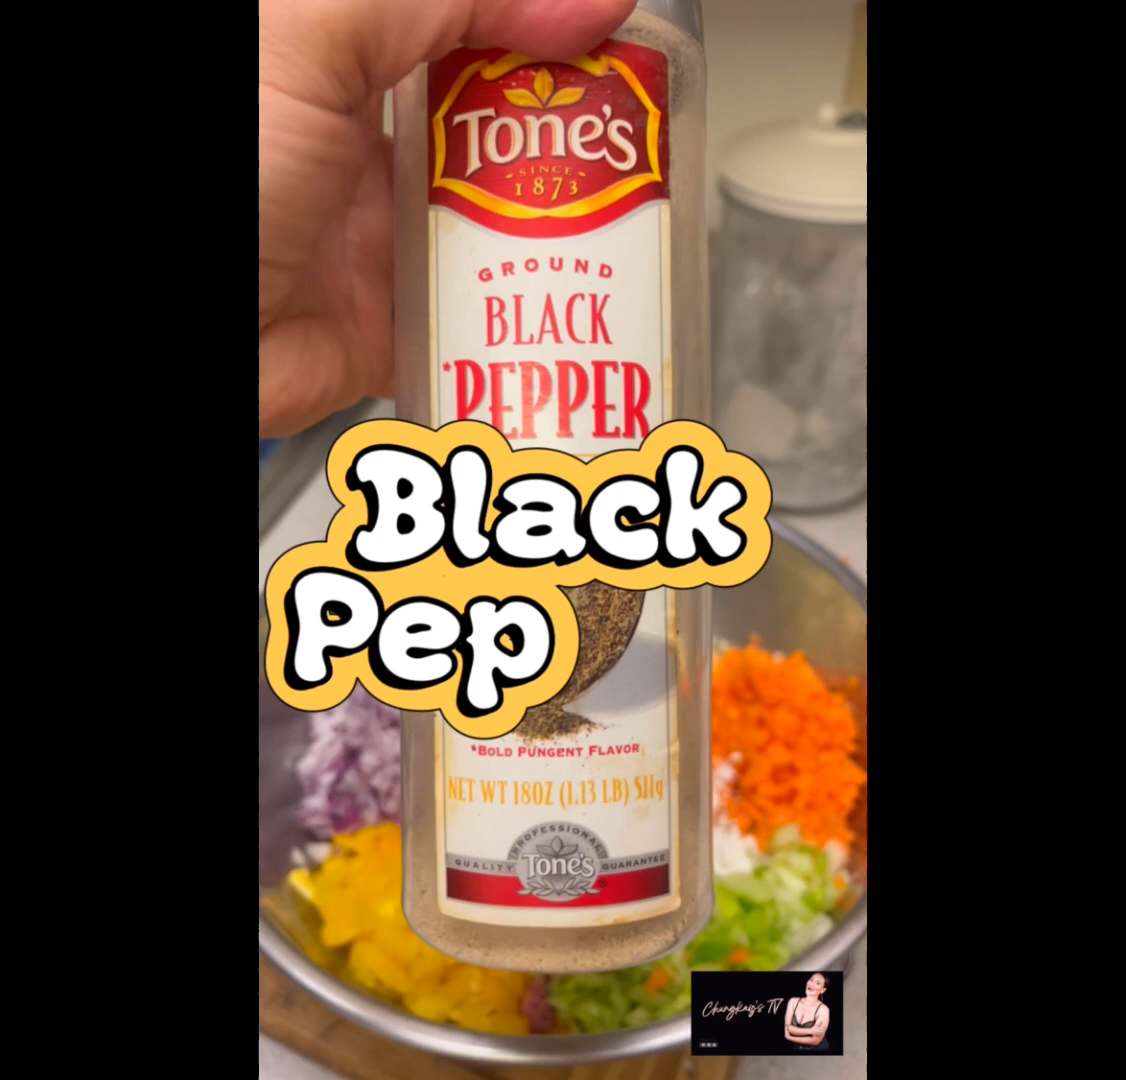 Tone's
SINCE
1873
GROUND
BLACK
*PEPPER
Black
Pep
*BOLD PUNGENT FLAVOR
NET WT 18OZ (1.13 LB) 511g
PROFESSIONAL
QUALITY Tone's GUARANTEE
®
Chungkay's TV